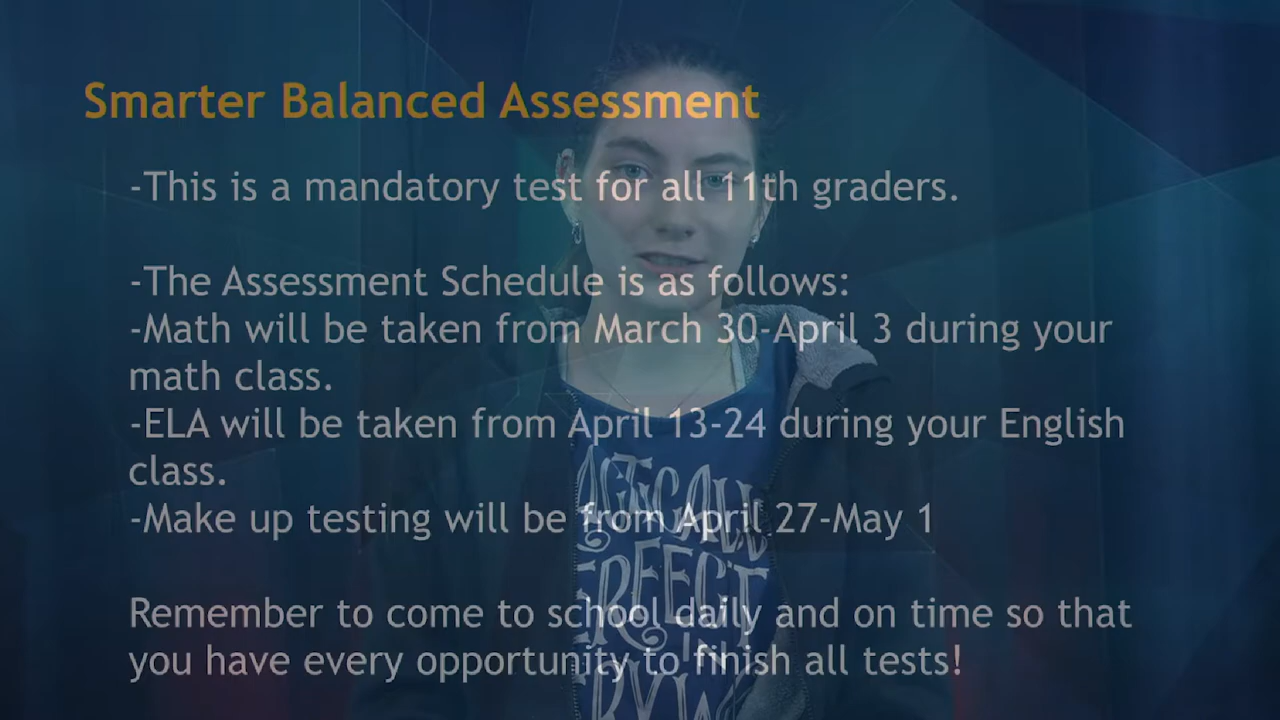 Smarter Balanced Assessment
-This is a mandatory test for all 11th graders.
-The Assessment Schedule is as follows:
-Math will be taken from March 30-April 3 during your
math class.
-ELA will be taken from April 13-24 during your English
class.
-Make up testing will be from April 27-May 1
Remember to come to school daily and on time so that
you have every opportunity to finish all tests!